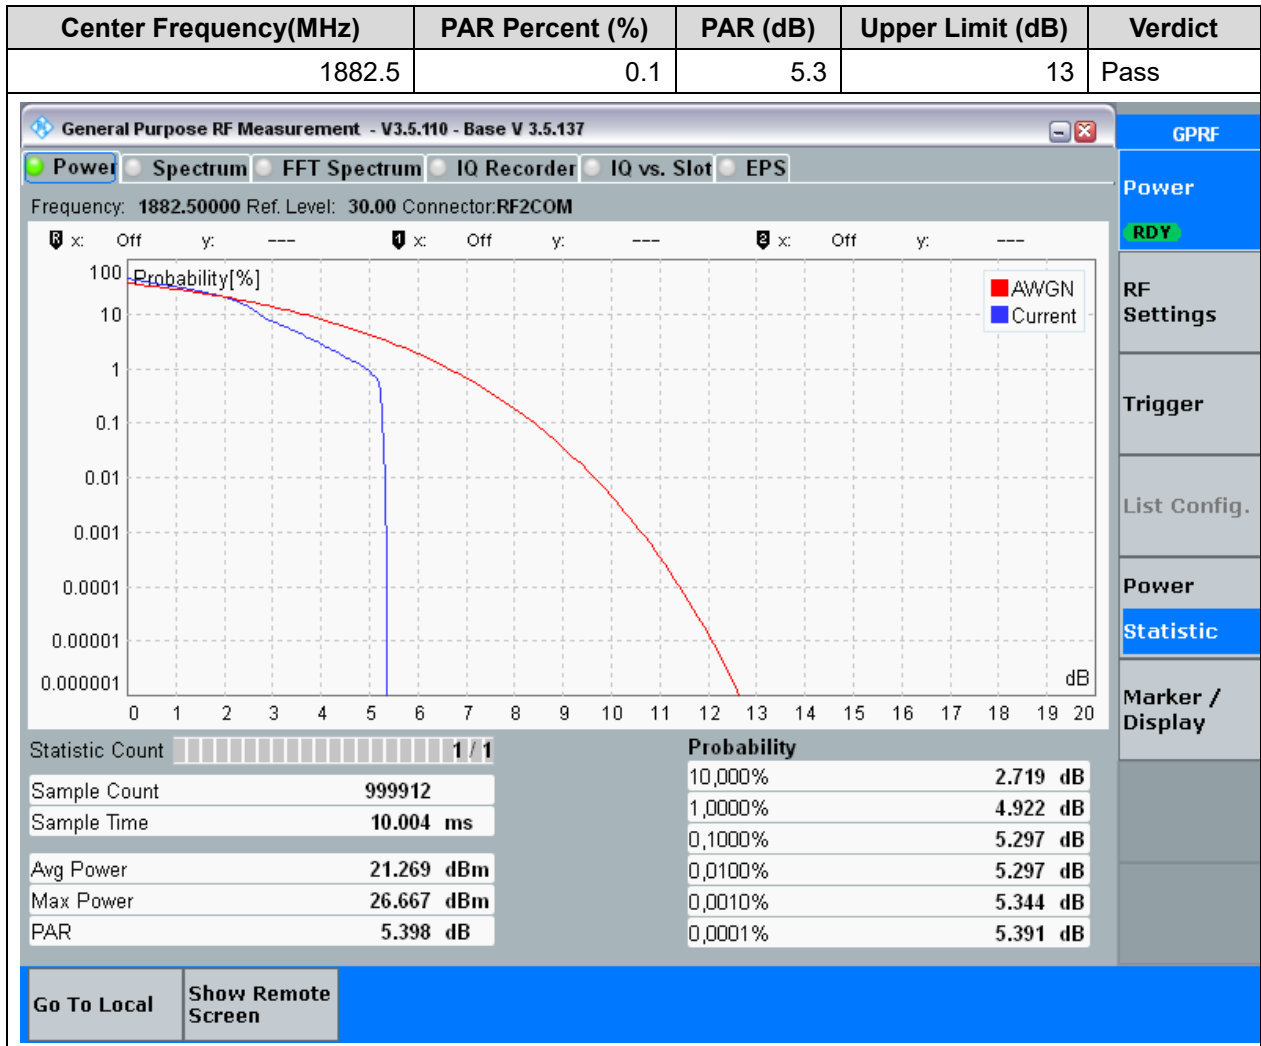 Center Frequency(MHz) PAR Percent (%) PAR (dB) Upper Limit (dB) Verdict
1882.5 0.1 5.3 13 Pass
General Purpose RF Measurement - V3.5.110 - Base V 3.5.137
GPRF
Power Spectrum FFT Spectrum IQ Recorder IQ vs. Slot EPS
Power
RDY
Frequency: 1882.50000 Ref. Level: 30.00 Connector:RF2COM
R x: Off y: --- 1 x: Off y: --- 2 x: Off y: ---
Probability[%]
AWGN
Current
100
10
1
0.1
0.01
0.001
0.0001
0.00001
0.000001
dB
0 1 2 3 4 5 6 7 8 9 10 11 12 13 14 15 16 17 18 19 20
RF
Settings
Trigger
List Config.
Power
Statistic
Marker /
Display
Statistic Count 1 / 1
Sample Count 999912
Sample Time 10.004 ms
Avg Power 21.269 dBm
Max Power 26.667 dBm
PAR 5.398 dB
Probability
10,000% 2.719 dB
1,0000% 4.922 dB
0,1000% 5.297 dB
0,0100% 5.297 dB
0,0010% 5.344 dB
0,0001% 5.391 dB
Go To Local
Show Remote
Screen